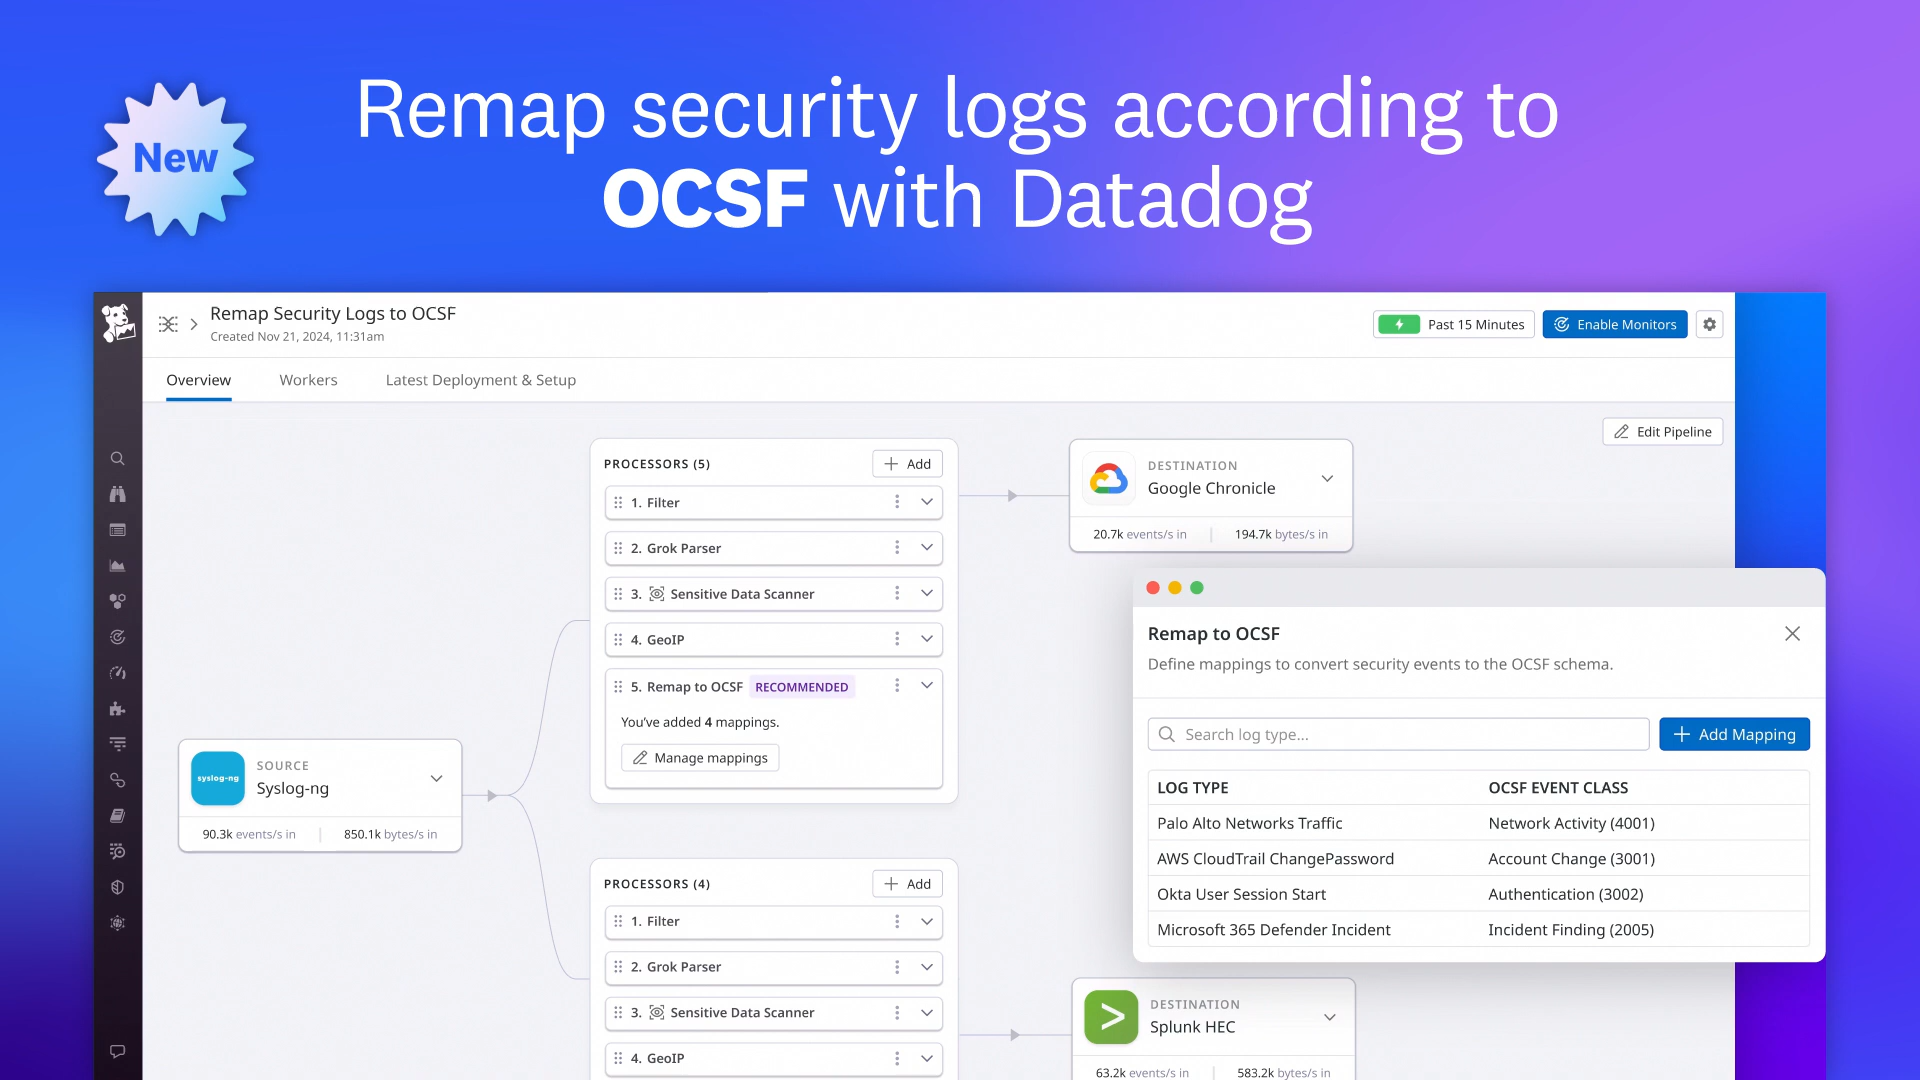 New
Remap security logs according to
OCSF with Datadog
Remap Security Logs to OCSF
Created Nov 21, 2024, 11:31am
Past 15 Minutes
Enable Monitors
Overview
Workers
Latest Deployment & Setup
Edit Pipeline
SOURCE
syslog-ng
Syslog-ng
90.3k events/s in
850.1k bytes/s in
PROCESSORS (5)
Add
1. Filter
2. Grok Parser
3. Sensitive Data Scanner
4. GeoIP
5. Remap to OCSF RECOMMENDED
You've added 4 mappings.
Manage mappings
PROCESSORS (4)
Add
1. Filter
2. Grok Parser
3. Sensitive Data Scanner
4. GeoIP
DESTINATION
Google Chronicle
20.7k events/s in
194.7k bytes/s in
Remap to OCSF
Define mappings to convert security events to the OCSF schema.
Search log type...
Add Mapping
LOG TYPE OCSF EVENT CLASS
Palo Alto Networks Traffic Network Activity (4001)
AWS CloudTrail ChangePassword Account Change (3001)
Okta User Session Start Authentication (3002)
Microsoft 365 Defender Incident Incident Finding (2005)
DESTINATION
Splunk HEC
63.2k events/s in
583.2k bytes/s in